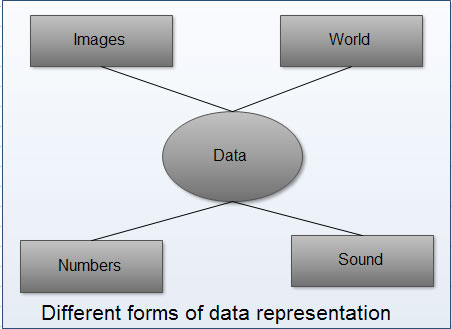 Images
World
Data
Numbers
Sound
Different forms of data representation